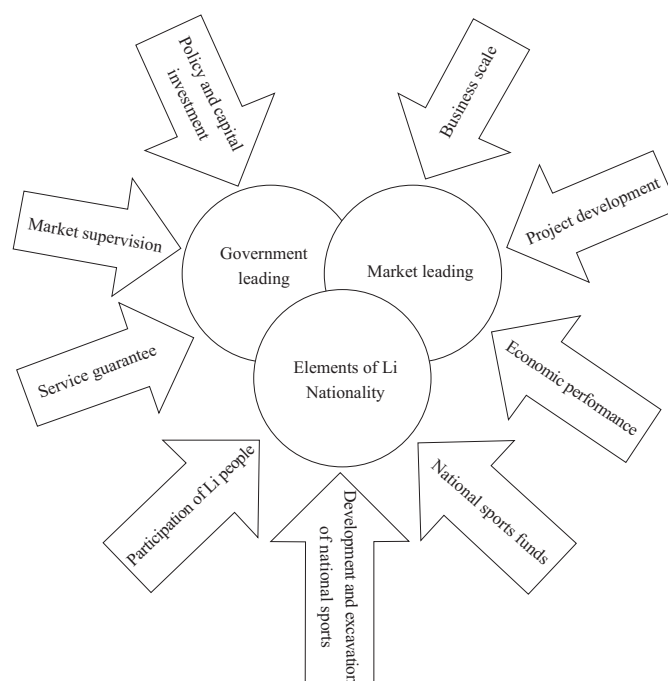 Policy and capital
investment
Business scale
Market supervision
Project development
Government
leading
Market leading
Service guarantee
Elements of Li
Nationality
Economic performance
Participation of Li people
Development and excavation
of national
sports
National sports funds